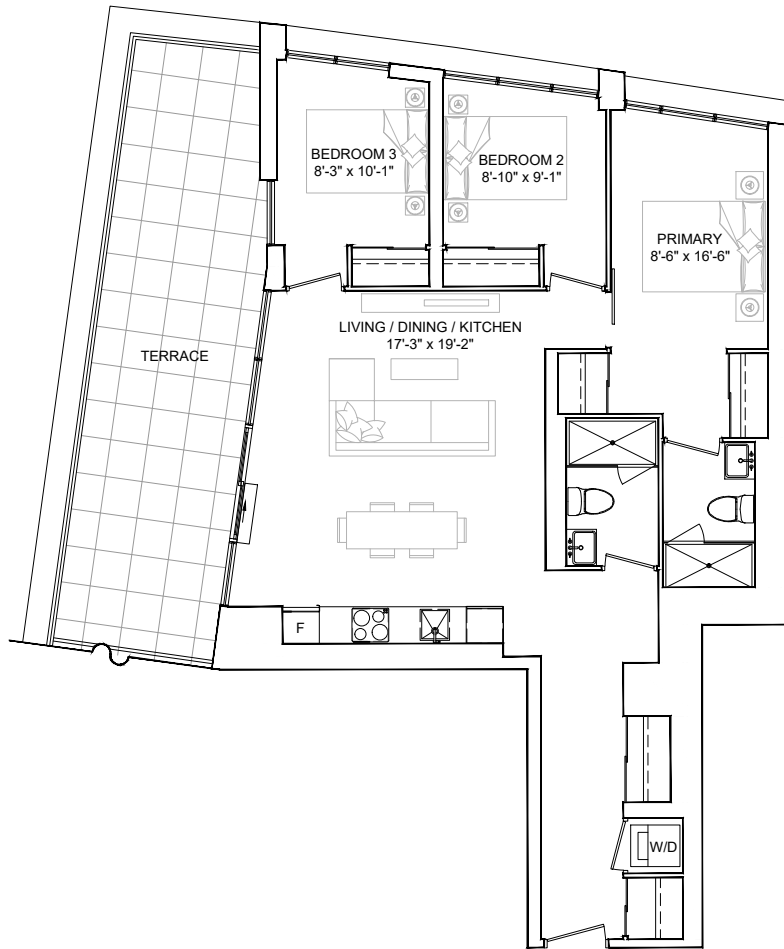 BEDROOM 3
8'-3" x 10'-1"
BEDROOM 2
8'-10" x 9'-1"
PRIMARY
8'-6" x 16'-6"
LIVING / DINING / KITCHEN
17'-3" x 19'-2"
TERRACE
F
W/D